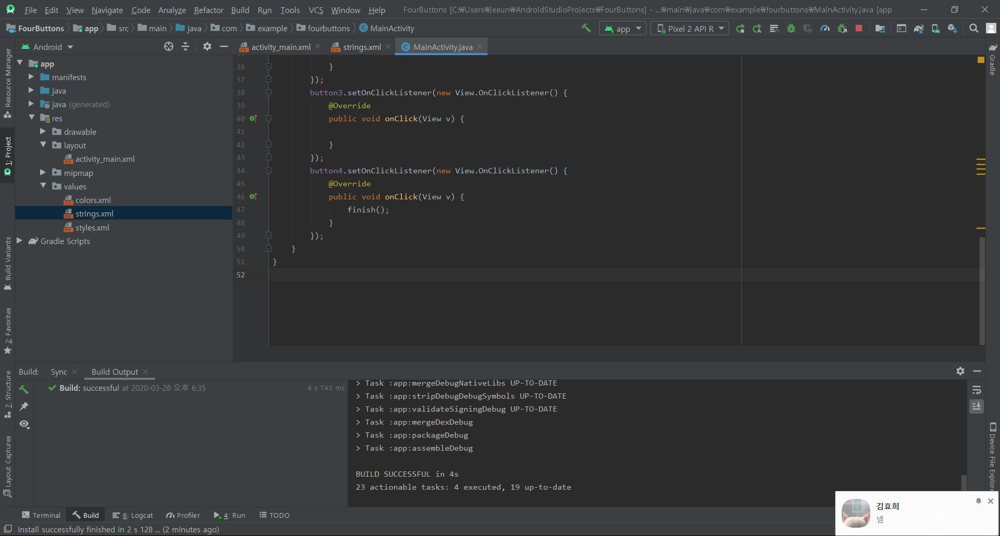 File Edit View Navigate Code Analyze Refactor Build Run Tools VCS Window Help FourButtons [C:₩Users₩jeeun₩AndroidStudioProjects₩FourButtons] - ...₩main₩java₩com₩example₩fourbuttons₩MainActivity.java [app
FourButtons app src main java com example fourbuttons MainActivity app Pixel 2 API R
Android
activity_main.xml strings.xml MainActivity.java
Resource Manager
1: Project
Build Variants
2: Favorites
7: Structure
Layout Captures
app
manifests
java
java (generated)
res
drawable
layout
activity_main.xml
mipmap
values
colors.xml
strings.xml
styles.xml
Gradle Scripts
36 }
37 });
38 button3.setOnClickListener(new View.OnClickListener() {
39 @Override
40 public void onClick(View v) {
41
42 }
43 });
44 button4.setOnClickListener(new View.OnClickListener() {
45 @Override
46 public void onClick(View v) {
47 finish();
48 }
49 });
50 }
51 }
52
Gradle
Device File Explore
Build: Sync Build Output
Build: successful at 2020-03-28 오후 6:35 4 s 745 ms
> Task :app:mergeDebugNativeLibs UP-TO-DATE
> Task :app:stripDebugDebugSymbols UP-TO-DATE
> Task :app:validateSigningDebug UP-TO-DATE
> Task :app:mergeDexDebug
> Task :app:packageDebug
> Task :app:assembleDebug
BUILD SUCCESSFUL in 4s
23 actionable tasks: 4 executed, 19 up-to-date
김효희
넴
Terminal Build 6: Logcat Profiler 4: Run TODO
Install successfully finished in 2 s 128 ... (2 minutes ago)